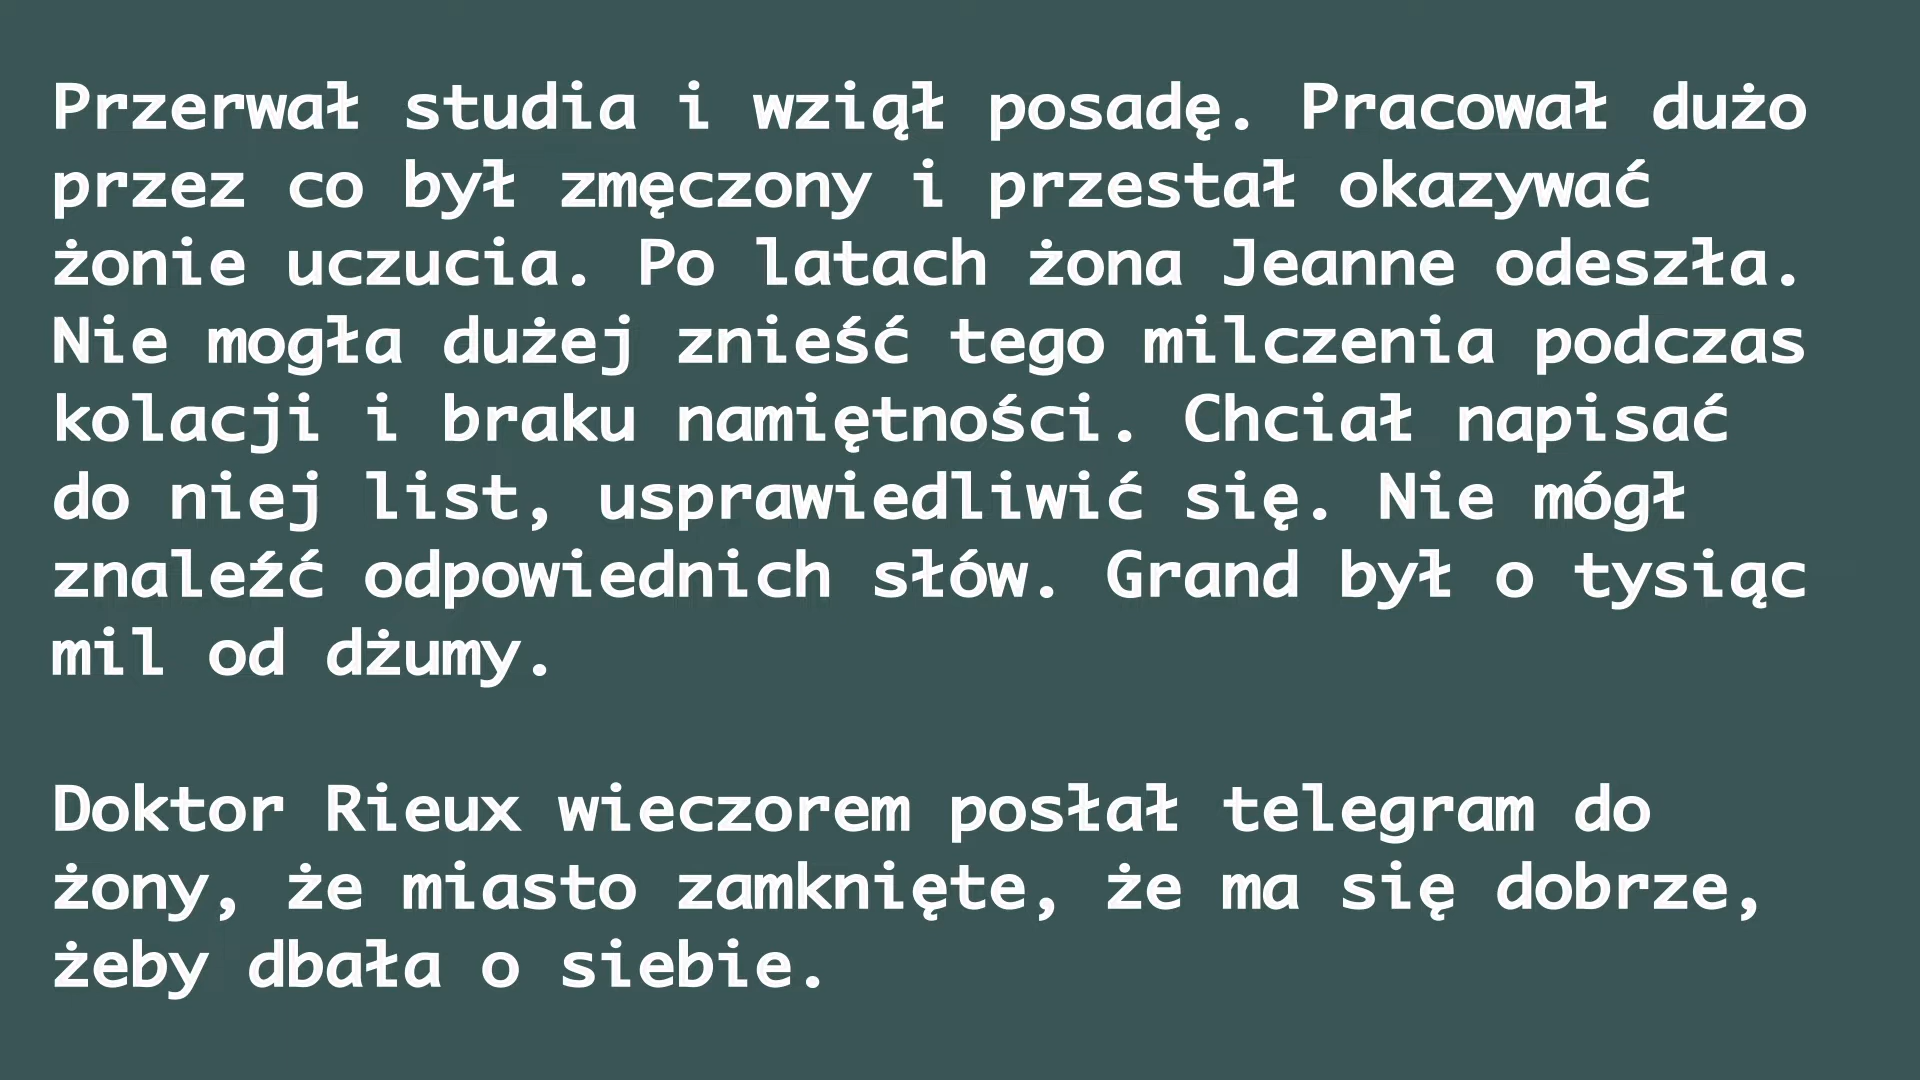 Przerwał studia i wziął posadę. Pracował dużo
przez co był zmęczony i przestał okazywać
żonie uczucia. Po latach żona Jeanne odeszła.
Nie mogła dużej znieść tego milczenia podczas
kolacji i braku namiętności. Chciał napisać
do niej list, usprawiedliwić się. Nie mógł
znaleźć odpowiednich słów. Grand był o tysiąc
mil od dżumy.
Doktor Rieux wieczorem posłał telegram do
żony, że miasto zamknięte, że ma się dobrze,
żeby dbała o siebie.